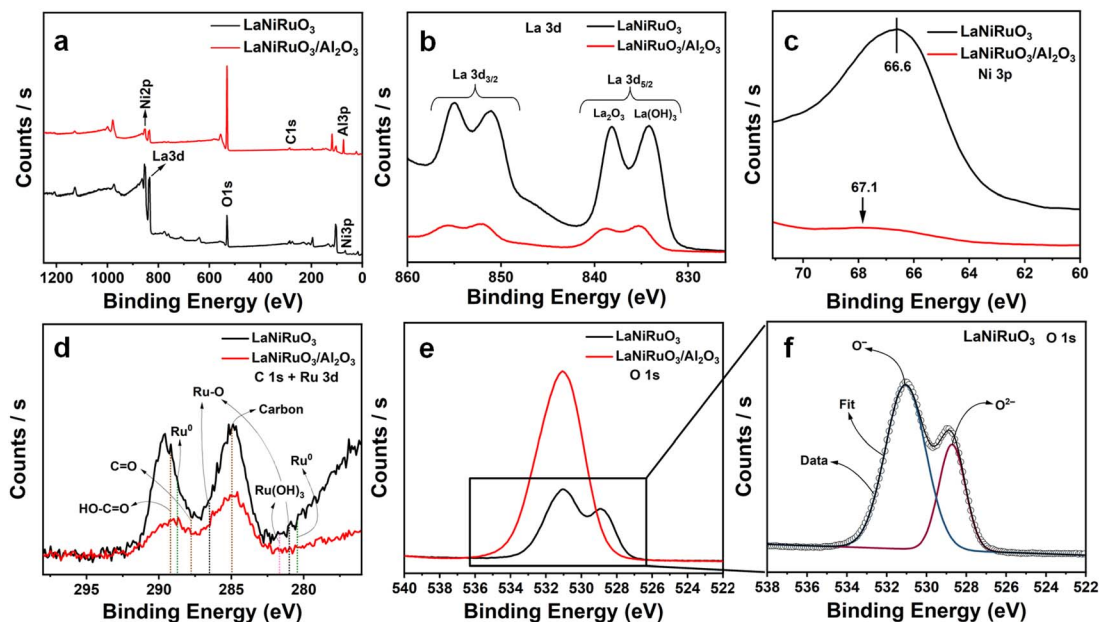 a
LaNiRuO₃
LaNiRuO₃/Al₂O₃
Ni2p
La3d
O1s
C1s
Al3p
Ni3p
Counts / s
1200 1000 800 600 400 200 0
Binding Energy (eV)
b
La 3d
LaNiRuO₃
LaNiRuO₃/Al₂O₃
La 3d₃/₂
La 3d₅/₂
La₂O₃
La(OH)₃
Counts / s
860 850 840 830
Binding Energy (eV)
c
LaNiRuO₃
LaNiRuO₃/Al₂O₃
Ni 3p
66.6
67.1
Counts / s
70 68 66 64 62 60
Binding Energy (eV)
d
LaNiRuO₃
LaNiRuO₃/Al₂O₃
C 1s + Ru 3d
Ru-O
Carbon
Ru⁰
C=O
HO-C=O
Ru⁰
Ru(OH)₃
Counts / s
295 290 285 280
Binding Energy (eV)
e
LaNiRuO₃
LaNiRuO₃/Al₂O₃
O 1s
Counts / s
540 538 536 534 532 530 528 526 524 522
Binding Energy (eV)
f
LaNiRuO₃ O 1s
O⁻
O²⁻
Fit
Data
Counts / s
538 536 534 532 530 528 526 524 522
Binding Energy (eV)